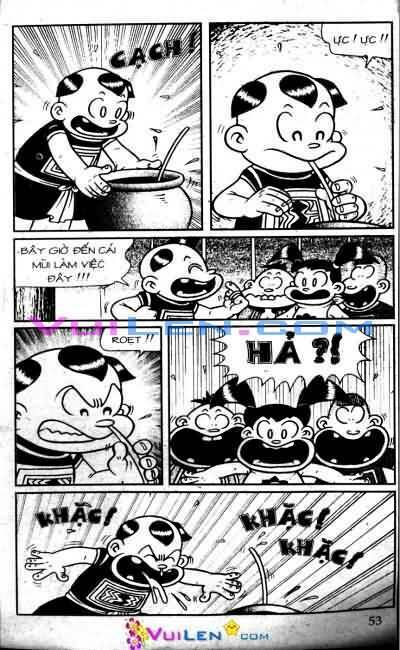 CẠCH!
ỰC! ỰC!!
BÂY GIỜ ĐẾN CÁI
MŨI LÀM VIỆC
ĐÂY!!!
VuiLen.com
ROẸT!!
HẢ?!
KHẶC!
KHẶC!
KHẶC!
53
VuiLen.com